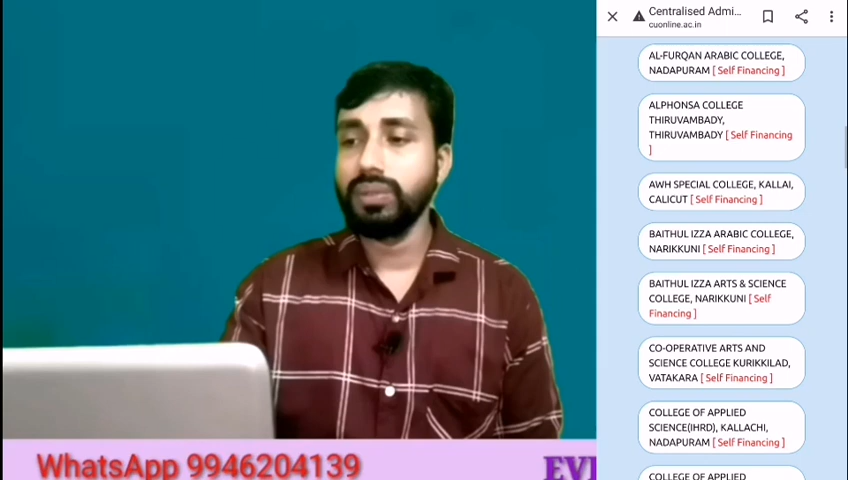 Centralised Admi...
cuonline.ac.in
AL-FURQAN ARABIC COLLEGE,
NADAPURAM [ Self Financing ]
ALPHONSA COLLEGE
THIRUVAMBADY,
THIRUVAMBADY [ Self Financing
]
AWH SPECIAL COLLEGE, KALLAI,
CALICUT [ Self Financing ]
BAITHUL IZZA ARABIC COLLEGE,
NARIKKUNI [ Self Financing ]
BAITHUL IZZA ARTS & SCIENCE
COLLEGE, NARIKKUNI [ Self
Financing ]
CO-OPERATIVE ARTS AND
SCIENCE COLLEGE KURIKKILAD,
VATAKARA [ Self Financing ]
COLLEGE OF APPLIED
SCIENCE(IHRD), KALLACHI,
NADAPURAM [ Self Financing ]
COLLEGE OF APPLIED
WhatsApp 9946204139